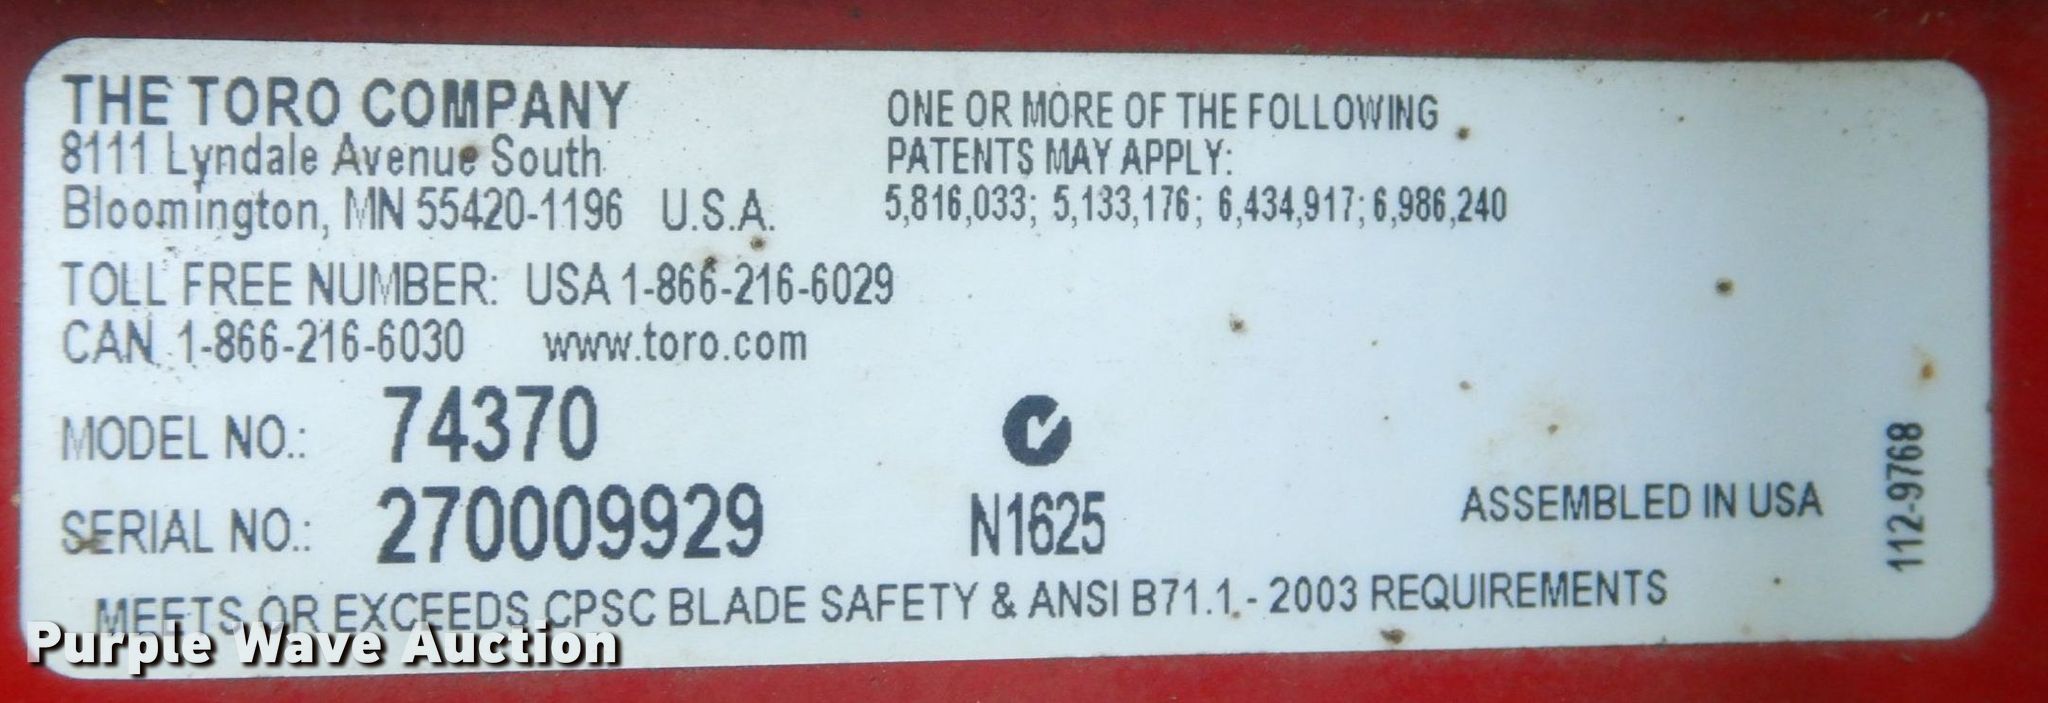 THE TORO COMPANY
8111 Lyndale Avenue South
Bloomington, MN 55420-1196 U.S.A.
TOLL FREE NUMBER: USA 1-866-216-6029
CAN 1-866-216-6030 www.toro.com
MODEL NO.: 74370
SERIAL NO.: 270009929
ONE OR MORE OF THE FOLLOWING
PATENTS MAY APPLY:
5,816,033; 5,133,176; 6,434,917; 6,986,240
N1625
ASSEMBLED IN USA
112-9768
MEETS OR EXCEEDS CPSC BLADE SAFETY & ANSI B71.1 - 2003 REQUIREMENTS
Purple Wave Auction